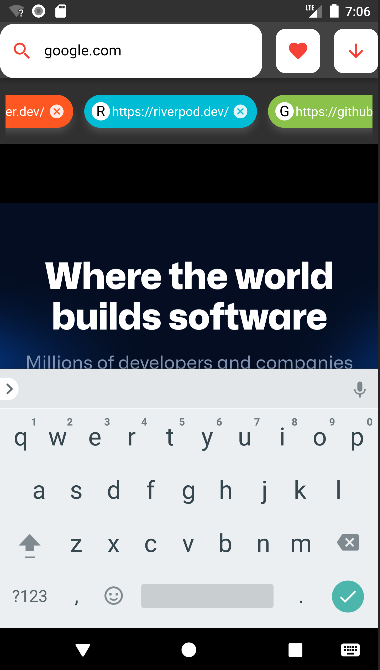 LTE 7:06
google.com
er.dev/ R https://riverpod.dev/ G https://github
Where the world
builds software
Millions of developers and companies
1 2 3 4 5 6 7 8 9 0
q w e r t y u i o p
a s d f g h j k l
z x c v b n m
?123 , .